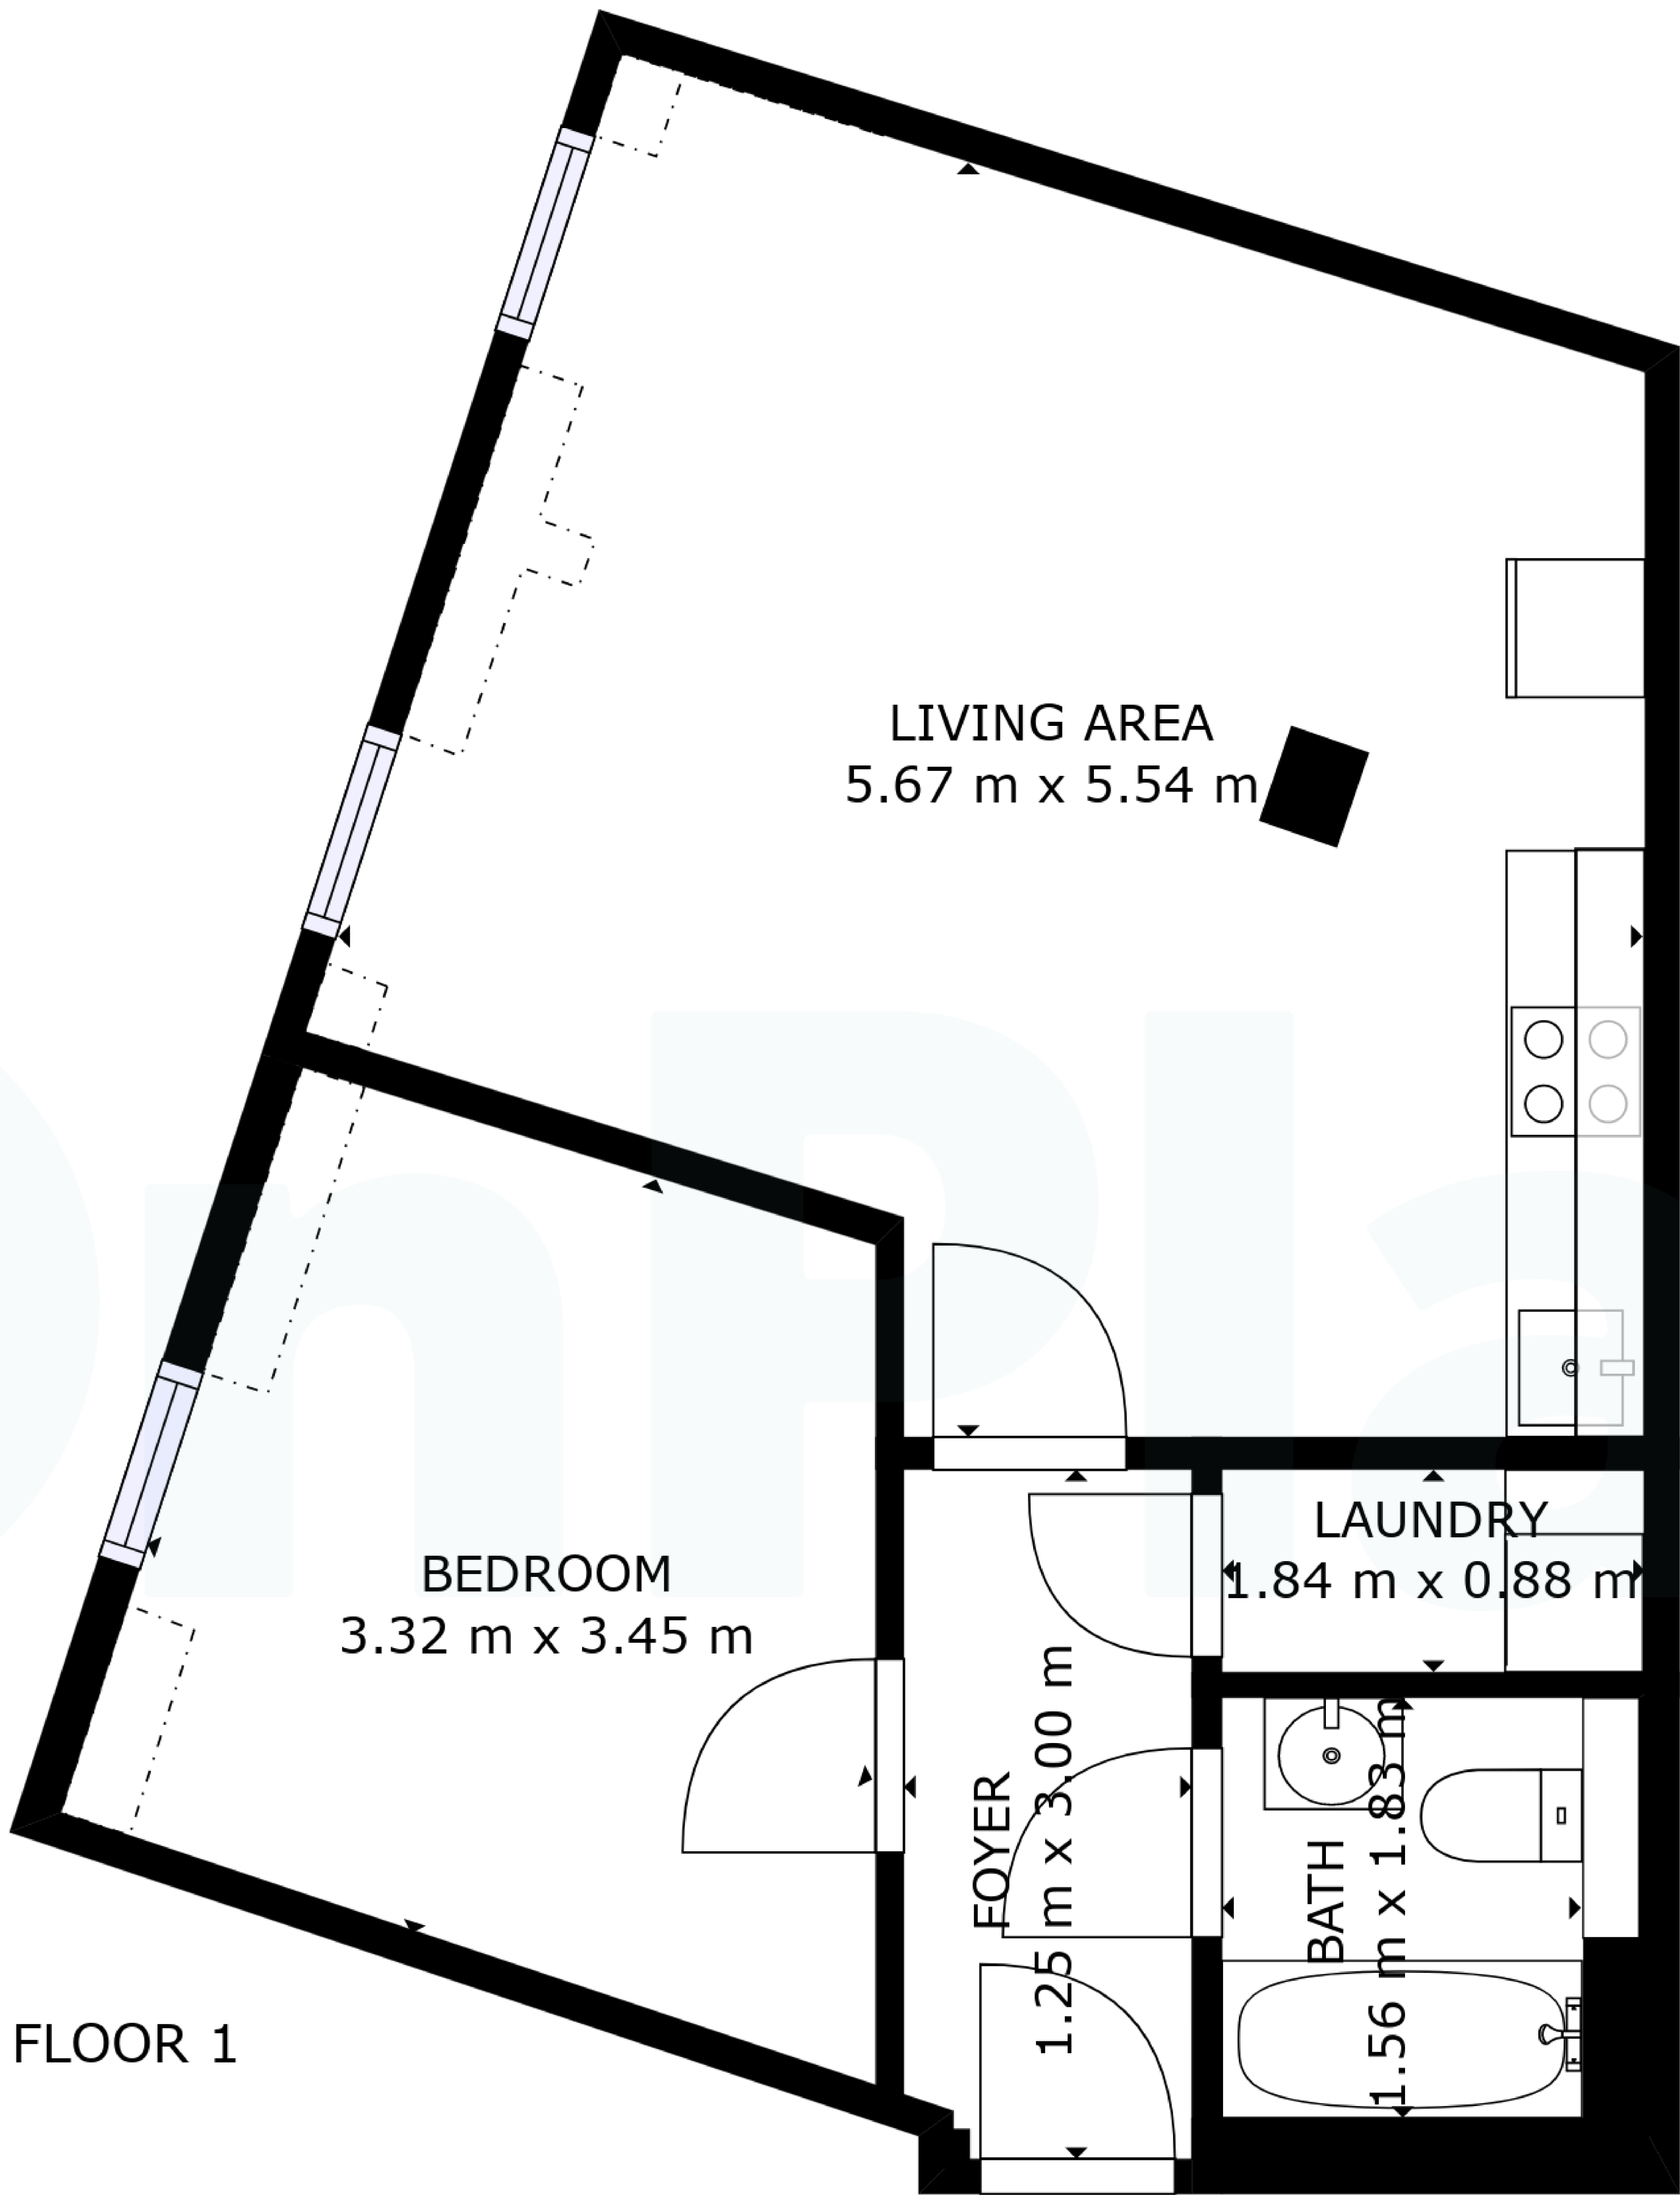 LIVING AREA
5.67 m x 5.54 m
BEDROOM
3.32 m x 3.45 m
LAUNDRY
1.84 m x 0.88 m
FOYER
1.25 m x 3.00 m
BATH
1.56 m x 1.83 m
FLOOR 1
nPla